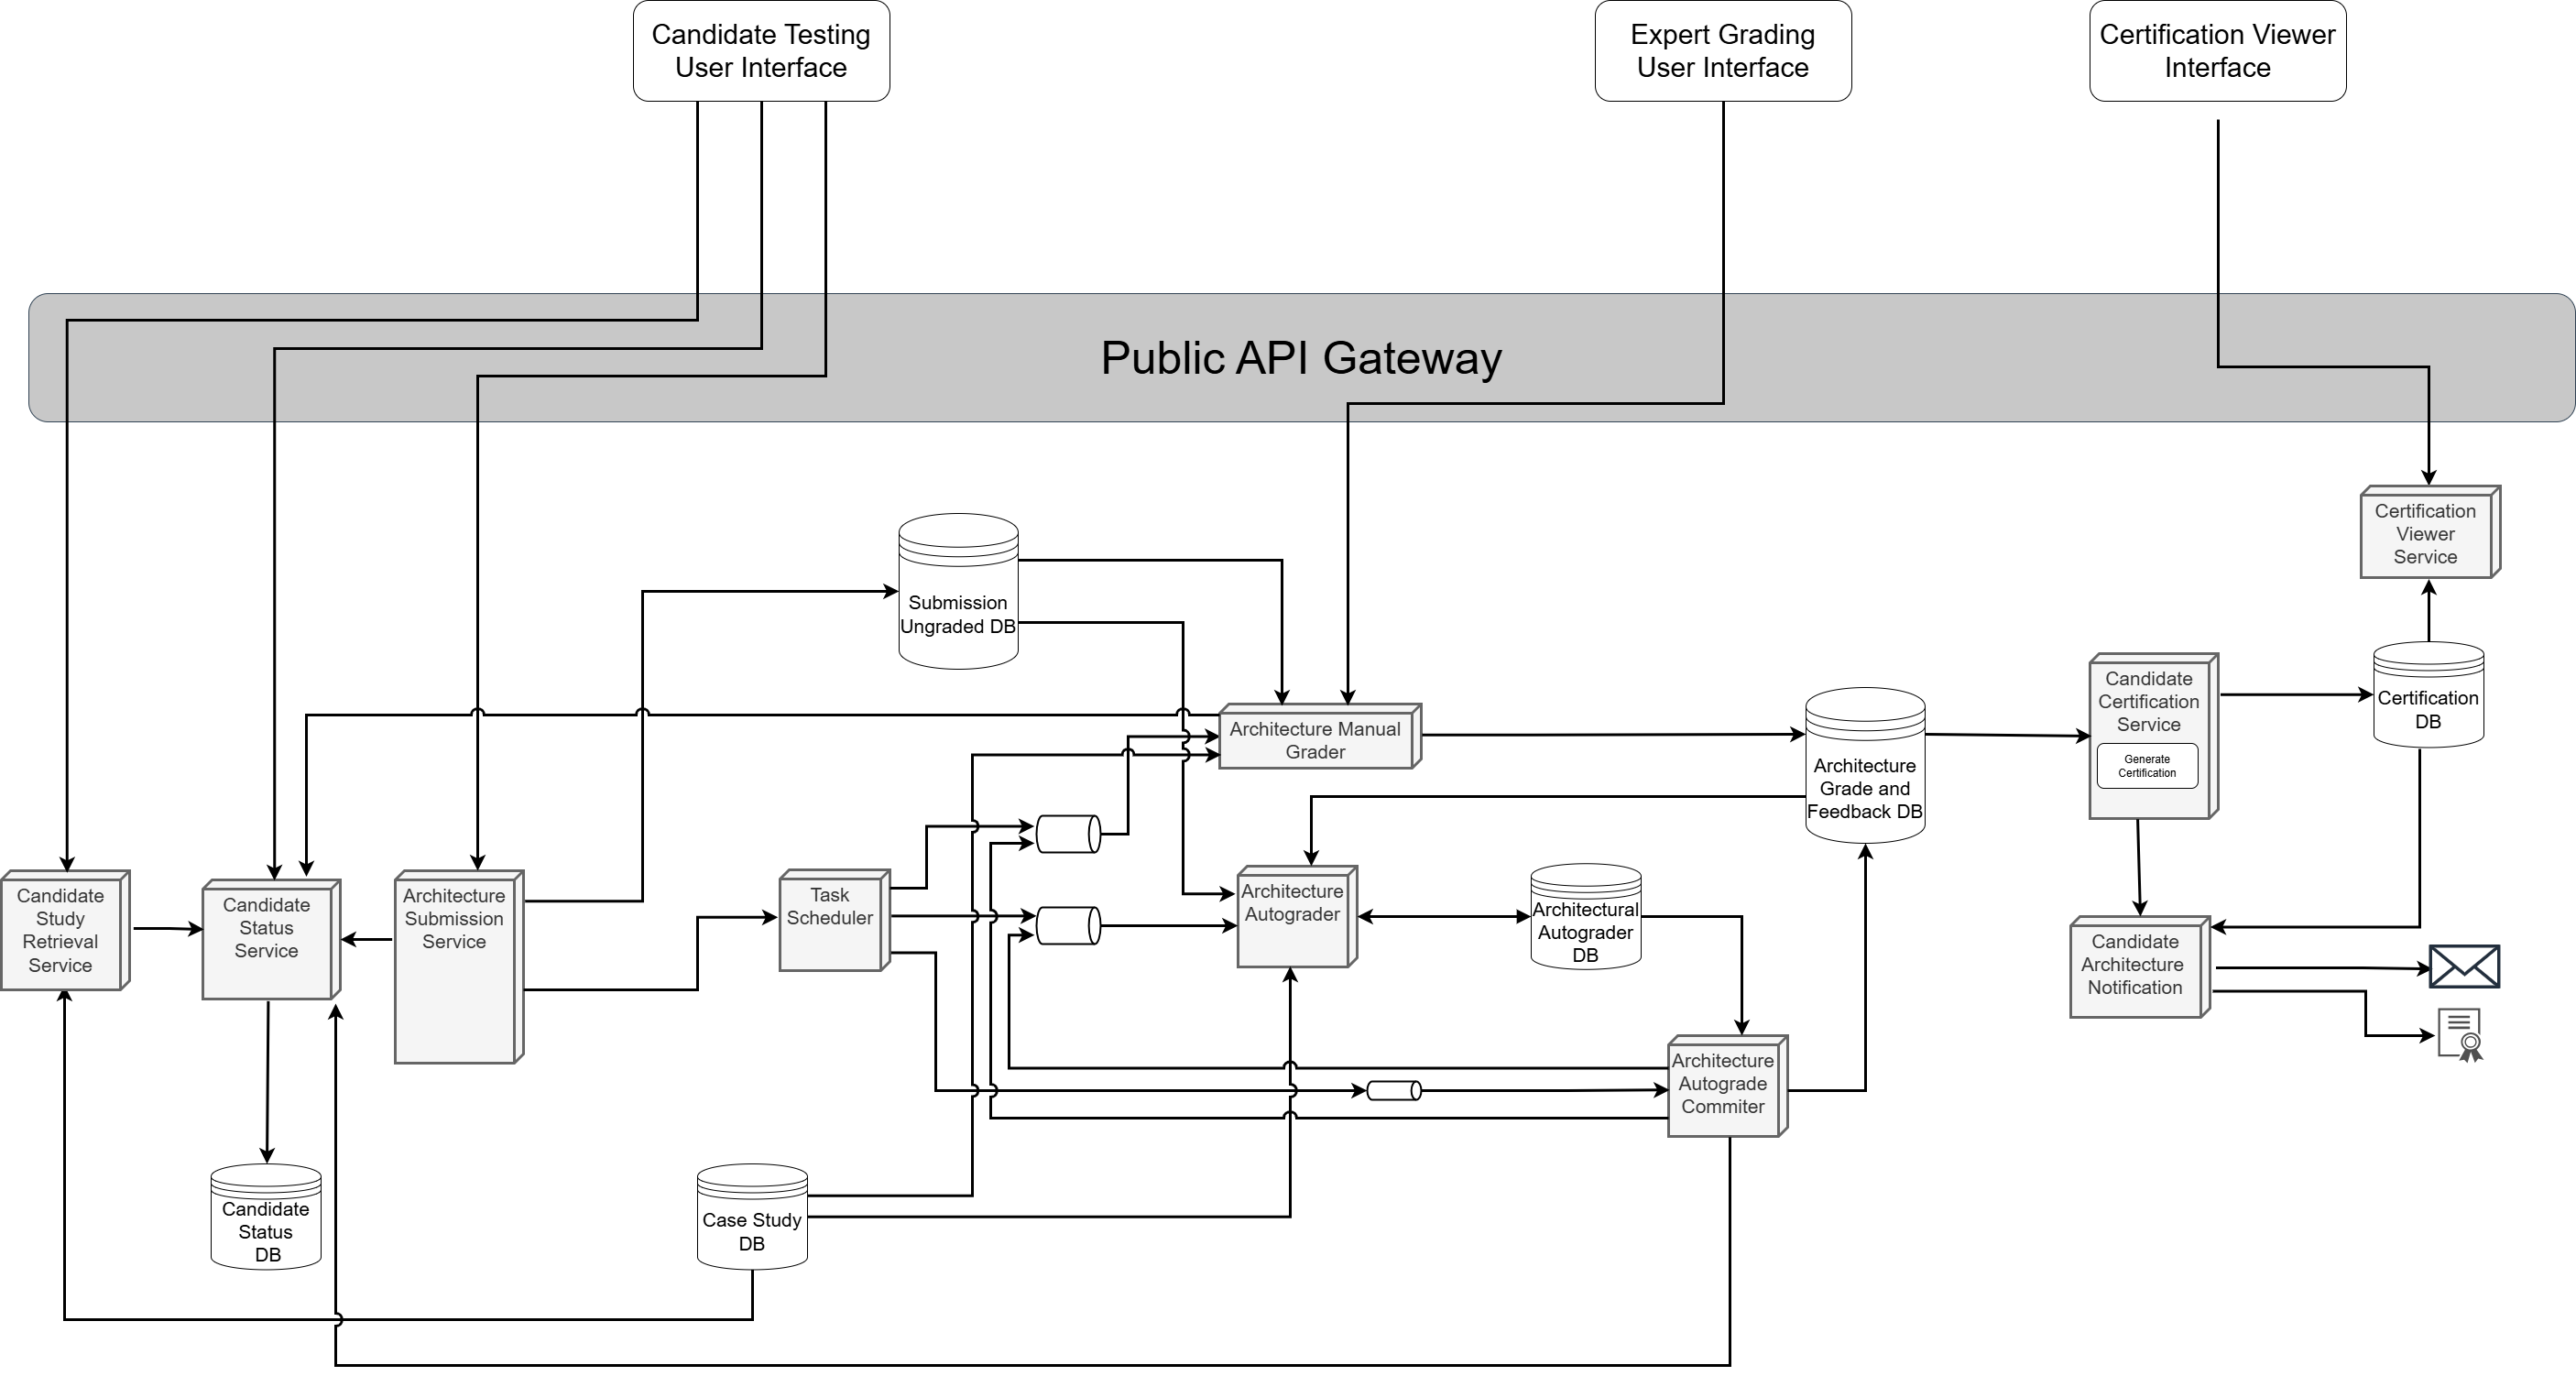 Candidate Testing
User Interface
Expert Grading
User Interface
Certification Viewer
Interface
Public API Gateway
Certification
Viewer
Service
Submission
Ungraded DB
Candidate
Certification
Service
Generate
Certification
Certification
DB
Architecture Manual
Grader
Architecture
Grade and
Feedback DB
Candidate
Study
Retrieval
Service
Candidate
Status
Service
Architecture
Submission
Service
Task
Scheduler
Architecture
Autograder
Architectural
Autograder
DB
Candidate
Architecture
Notification
Architecture
Autograde
Commiter
Candidate
Status
DB
Case Study
DB